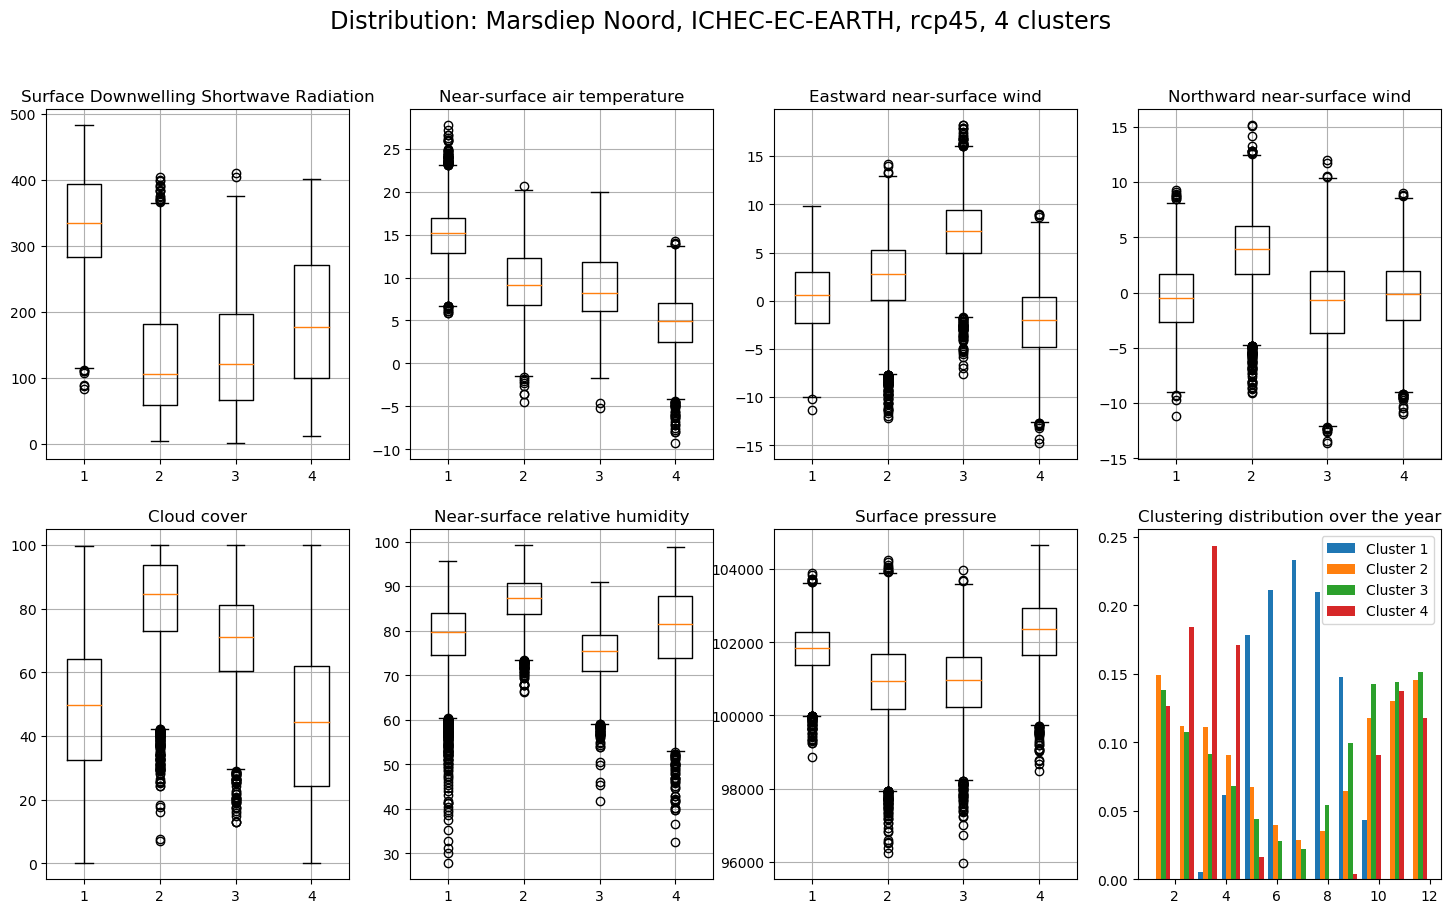 Distribution: Marsdiep Noord, ICHEC-EC-EARTH, rcp45, 4 clusters
Surface Downwelling Shortwave Radiation
500
400
300
200
100
0
1 2 3 4
Near-surface air temperature
25
20
15
10
5
0
−5
−10
1 2 3 4
Eastward near-surface wind
15
10
5
0
−5
−10
−15
1 2 3 4
Northward near-surface wind
15
10
5
0
−5
−10
−15
1 2 3 4
Cloud cover
100
80
60
40
20
0
1 2 3 4
Near-surface relative humidity
100
90
80
70
60
50
40
30
1 2 3 4
Surface pressure
104000
102000
100000
98000
96000
1 2 3 4
Clustering distribution over the year
0.25
0.20
0.15
0.10
0.05
0.00
2 4 6 8 10 12
Cluster 1
Cluster 2
Cluster 3
Cluster 4